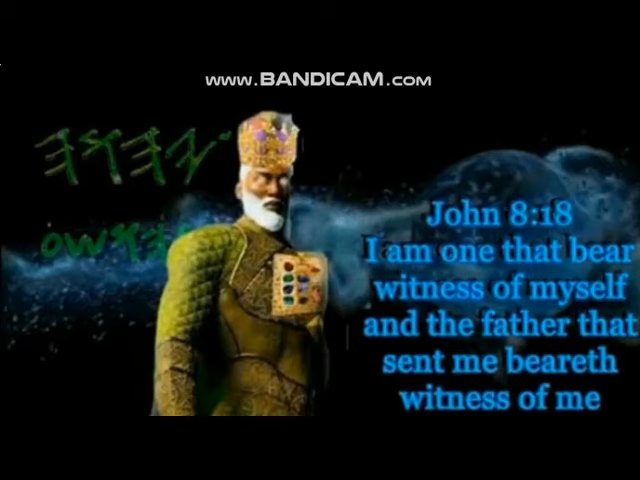 www.BANDICAM.com
𐤉𐤄𐤅𐤄
John 8:18
I am one that bear
witness of myself
and the father that
sent me beareth
witness of me